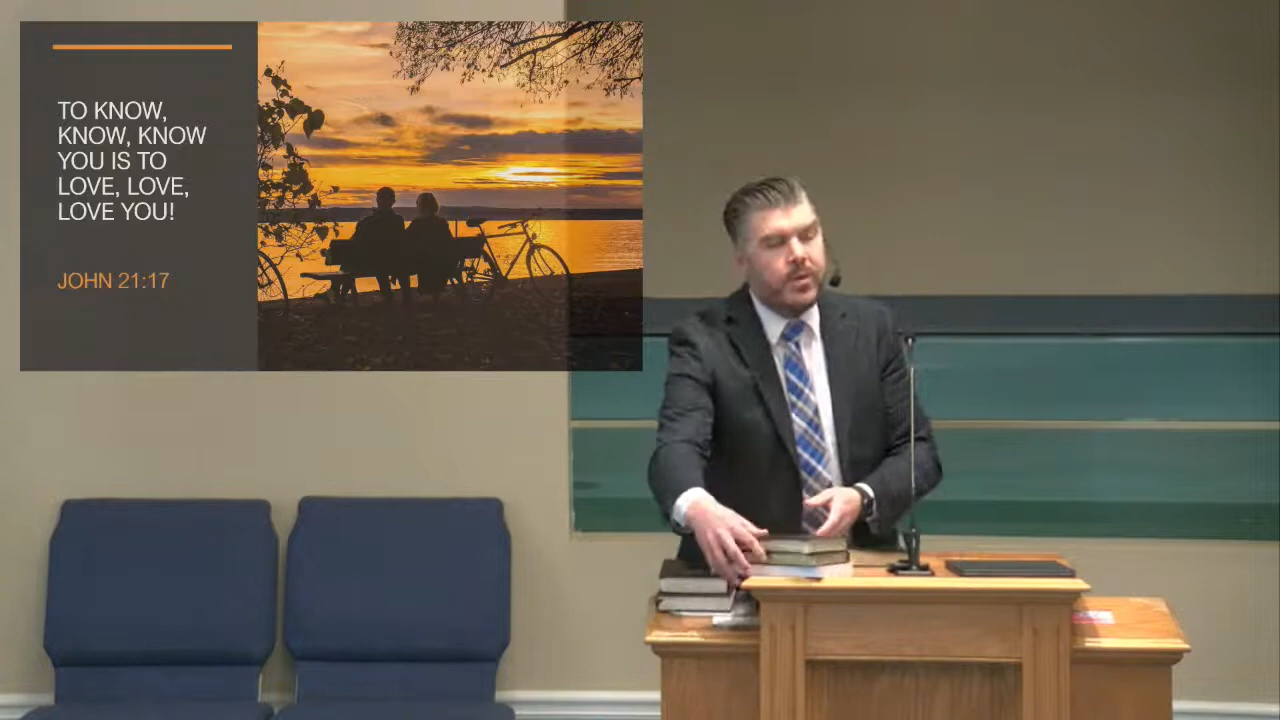 TO KNOW,
KNOW, KNOW
YOU IS TO
LOVE, LOVE,
LOVE YOU!
JOHN 21:17